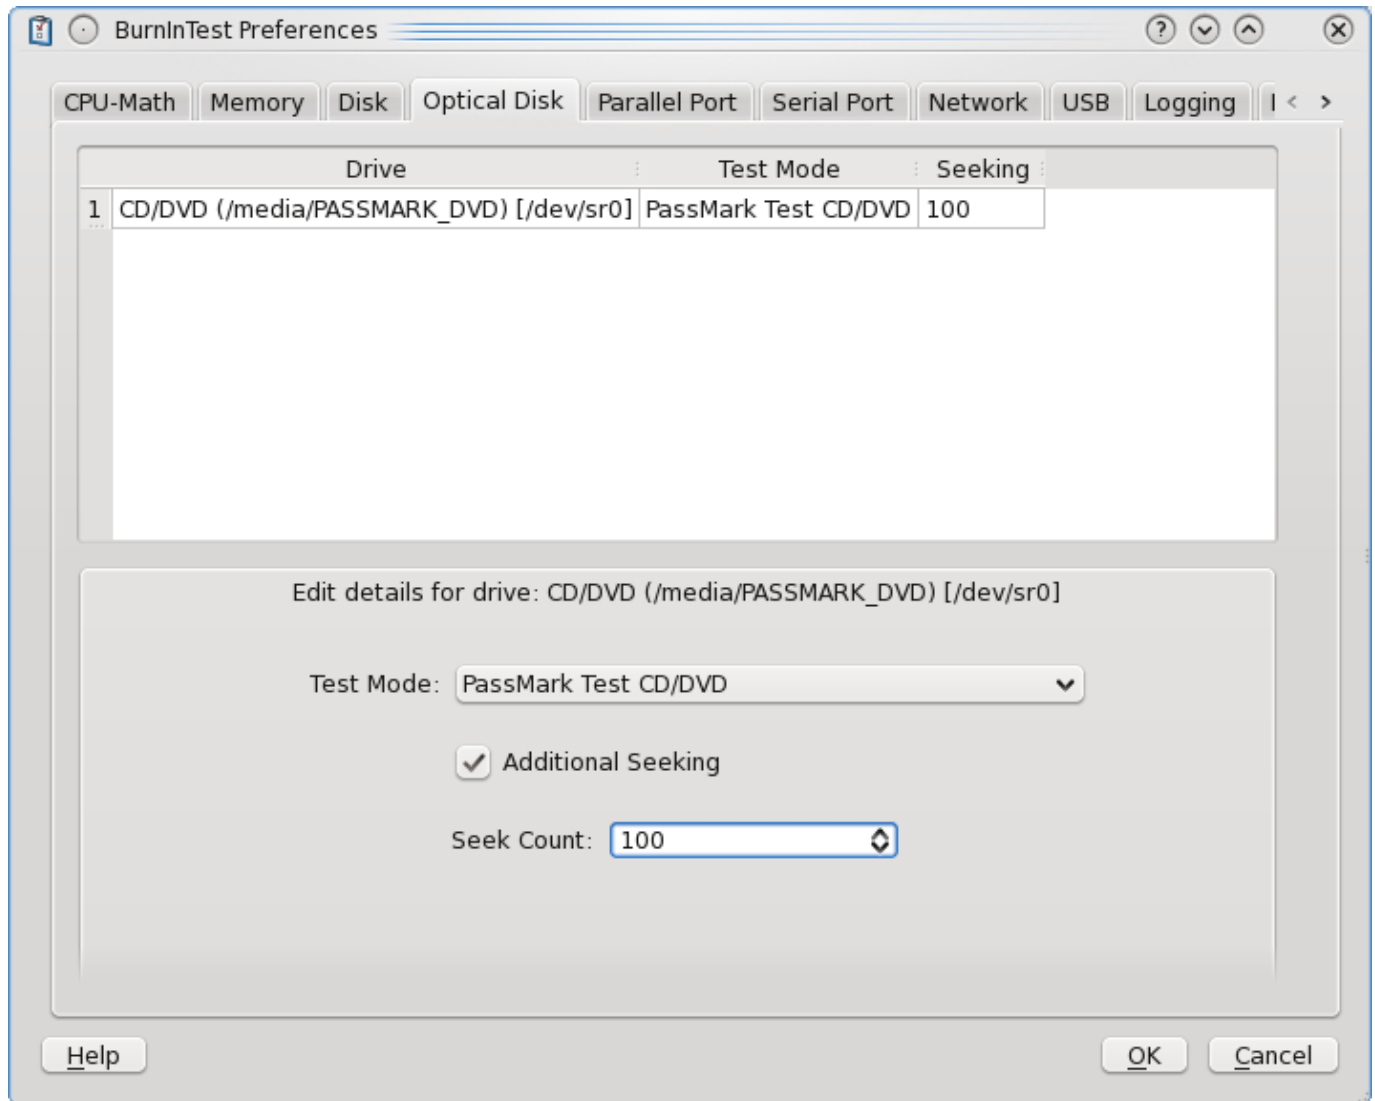 BurnInTest Preferences
CPU-Math Memory Disk Optical Disk Parallel Port Serial Port Network USB Logging
Drive Test Mode Seeking
1 CD/DVD (/media/PASSMARK_DVD) [/dev/sr0] PassMark Test CD/DVD 100
Edit details for drive: CD/DVD (/media/PASSMARK_DVD) [/dev/sr0]
Test Mode: PassMark Test CD/DVD
Additional Seeking
Seek Count: 100
Help OK Cancel